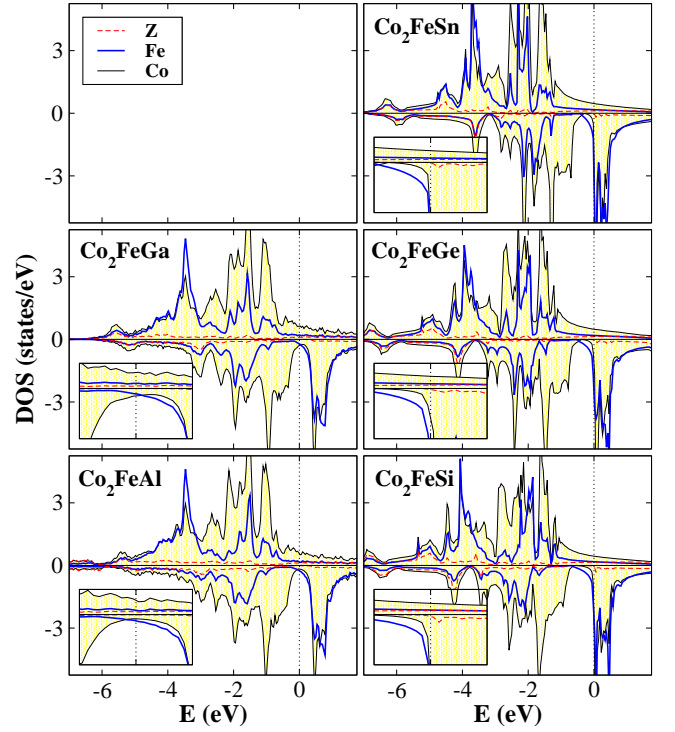 Z
Fe
Co
Co2FeSn
3
0
-3
Co2FeGa
Co2FeGe
3
0
-3
DOS (states/eV)
Co2FeAl
Co2FeSi
3
0
-3
-6 -4 -2 0
-6 -4 -2 0
E (eV)
E (eV)